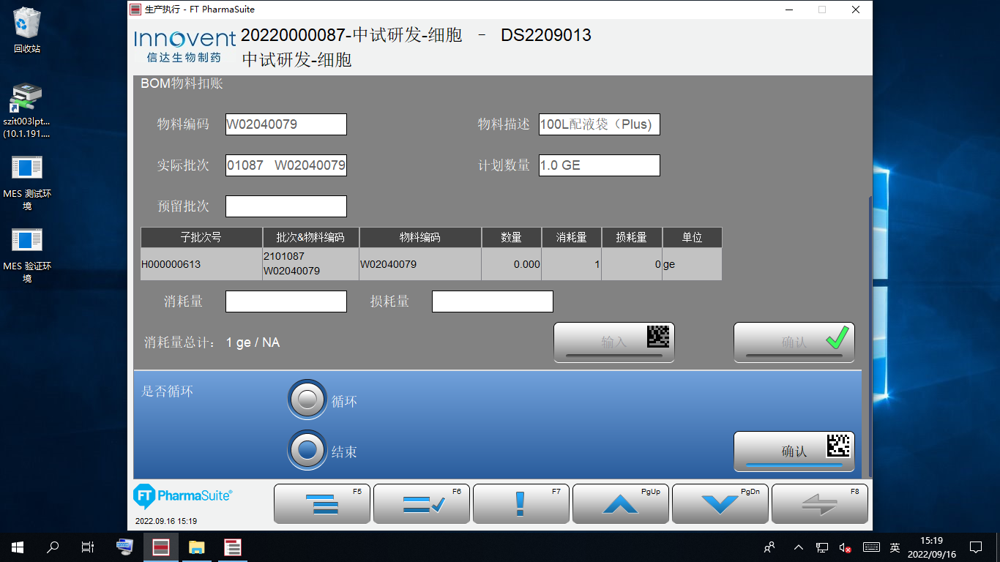 生产执行 - FT PharmaSuite
回收站
Innovent
信达生物制药
20220000087-中试研发-细胞 - DS2209013
中试研发-细胞
BOM物料扣账
szit003lpt...
(10.1.191....
物料编码 W02040079 物料描述 100L配液袋（Plus)
实际批次 01087 W02040079 计划数量 1.0 GE
MES 测试环
境
预留批次
子批次号 批次&物料编码 物料编码 数量 消耗量 损耗量 单位
H000000613 2101087 W02040079 0.000 1 0 ge
W02040079
MES 验证环
境
消耗量 损耗量
消耗量总计： 1 ge / NA 输入 确认
是否循环
循环
结束
确认
FT PharmaSuite
F5 F6 F7 PgUp PgDn F8
2022.09.16 15:19
英 15:19
2022/09/16